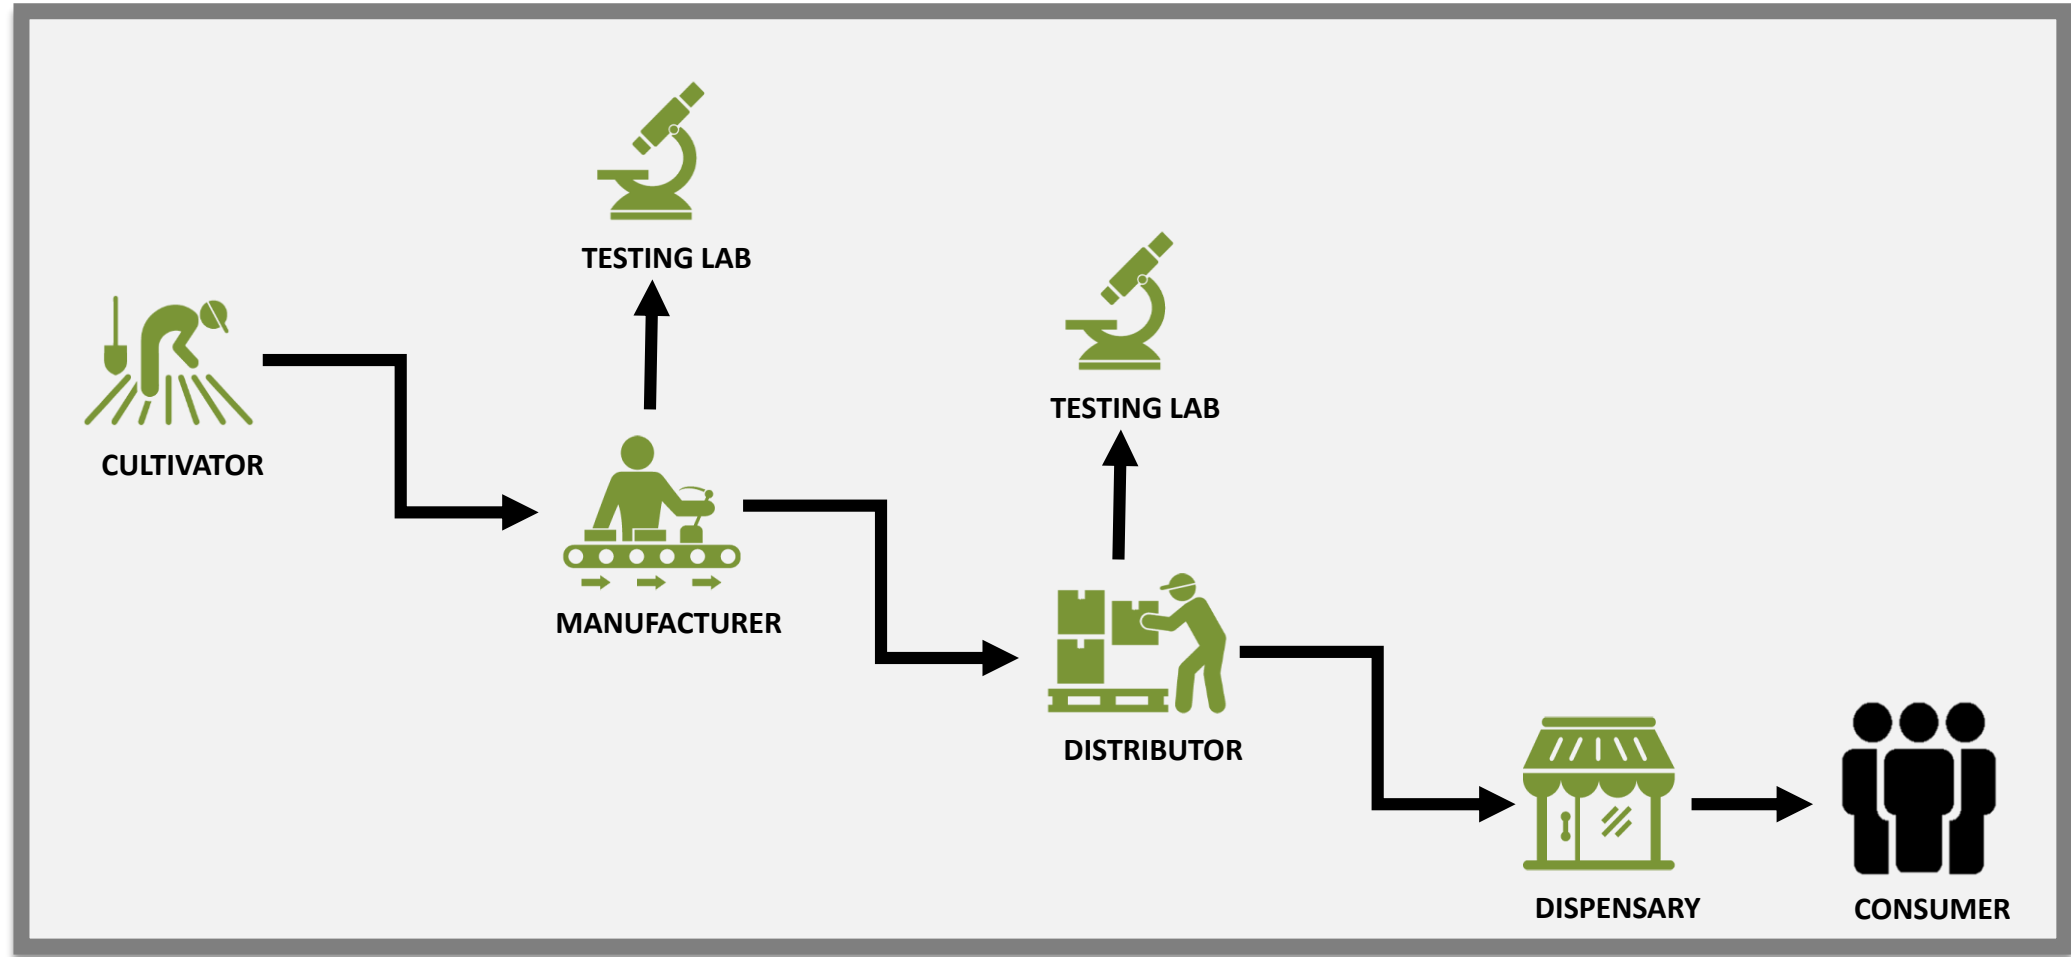 TESTING LAB
TESTING LAB
CULTIVATOR
MANUFACTURER
DISTRIBUTOR
DISPENSARY
CONSUMER